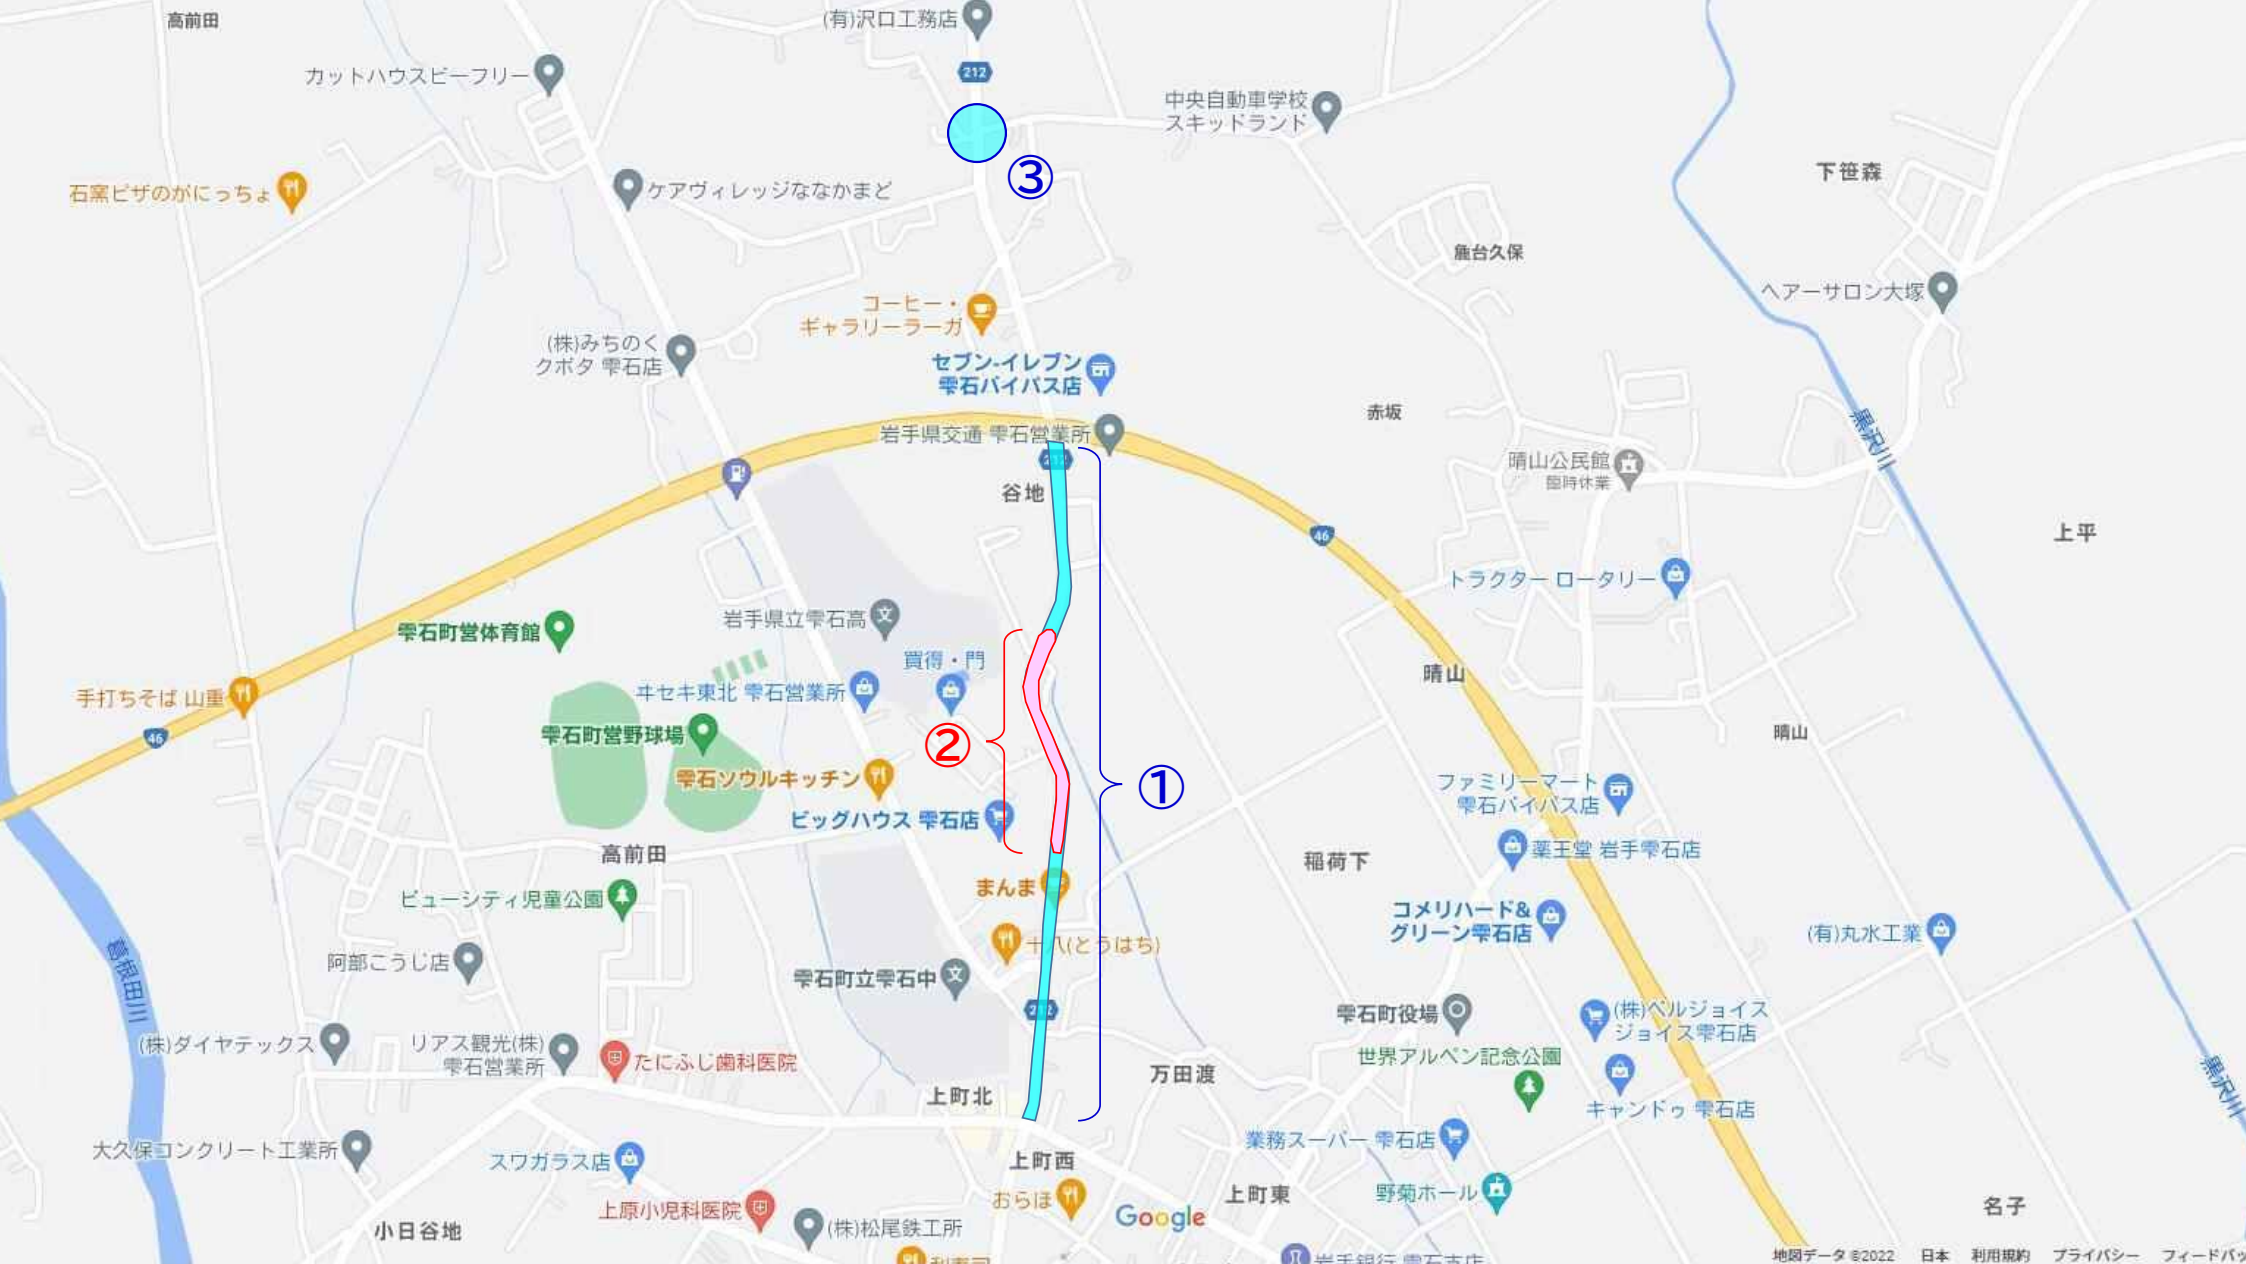 高前田
(有)沢口工務店
212
カットハウスビーフリー
中央自動車学校
スキッドランド
③
石窯ピザのがにっちょ
ケアヴィレッジななかまど
下笹森
コーヒー・
ギャラリーラーガ
ヘアーサロン大塚
(株)みちのく
クボタ 雫石店
セブン-イレブン
雫石バイパス店
赤坂
岩手県交通 雫石営業所
黒沢川
晴山公民館
臨時休業
谷地
46
上平
トラクター ロータリー
岩手県立雫石高
雫石町営体育館
買得・門
晴山
手打ちそば 山重
ヰセキ東北 雫石営業所
46
雫石町営野球場
②
晴山
①
雫石ソウルキッチン
ファミリーマート
雫石バイパス店
ビッグハウス 雫石店
高前田
稲荷下
薬王堂 岩手雫石店
まんま
ビューシティ児童公園
コメリハード&
グリーン雫石店
(有)丸水工業
十八(とうはち)
阿部こうじ店
葛根田川
雫石町立雫石中
雫石町役場
(株)ベルジョイス
ジョイス雫石店
(株)ダイヤテックス
リアス観光(株)
雫石営業所
たにふじ歯科医院
世界アルペン記念公園
万田渡
上町北
キャンドゥ 雫石店
黒沢川
大久保コンクリート工業所
業務スーパー 雫石店
スワガラス店
上町西
おらほ
上町東
野菊ホール
上原小児科医院
Google
名子
小日谷地
(株)松尾鉄工所
地図データ ©2022 日本 利用規約 プライバシー